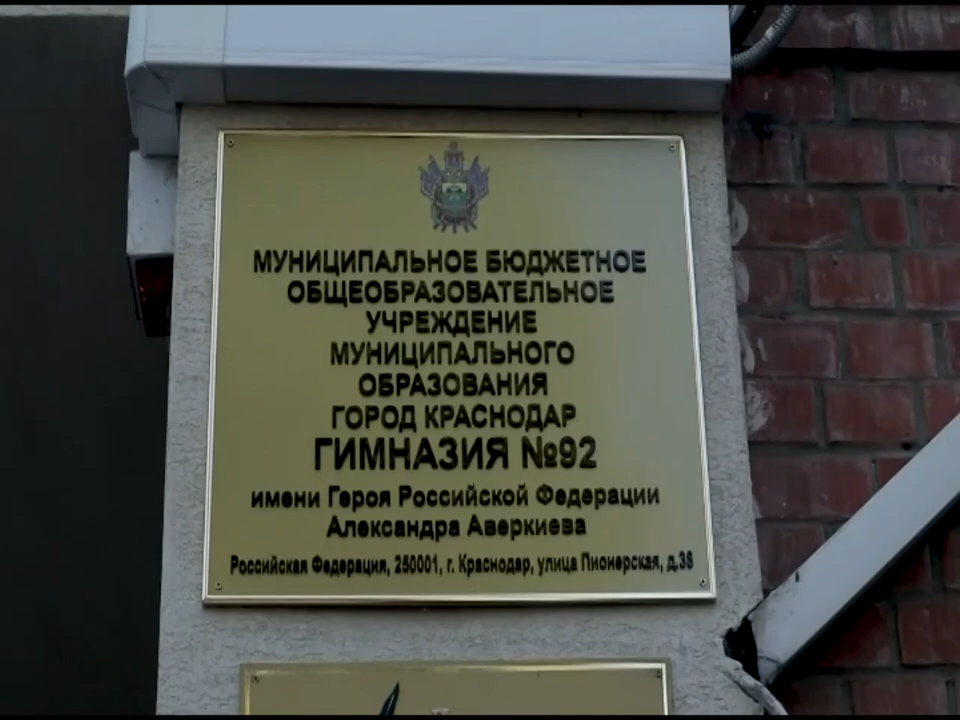 МУНИЦИПАЛЬНОЕ БЮДЖЕТНОЕ
ОБЩЕОБРАЗОВАТЕЛЬНОЕ
УЧРЕЖДЕНИЕ
МУНИЦИПАЛЬНОГО
ОБРАЗОВАНИЯ
ГОРОД КРАСНОДАР
ГИМНАЗИЯ №92
имени Героя Российской Федерации
Александра Аверкиева
Российская Федерация, 250001, г. Краснодар, улица Пионерская, д.38